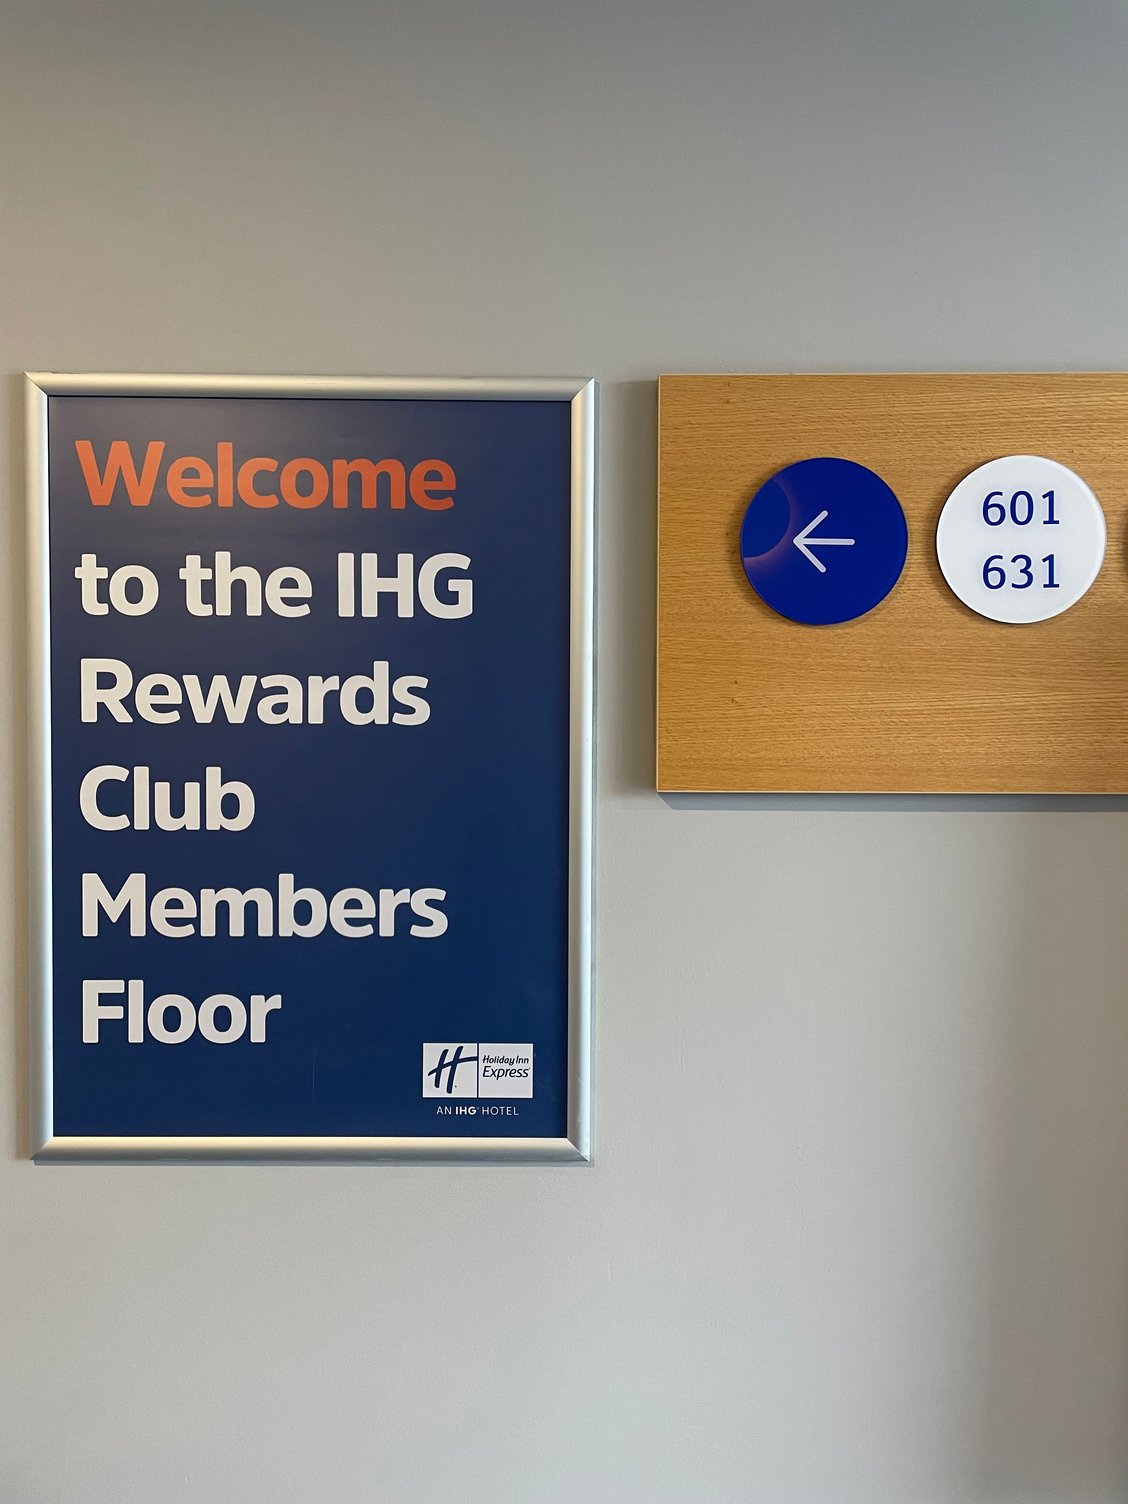 Welcome
to the IHG
Rewards
Club
Members
Floor
H Holiday Inn
Express
AN IHG® HOTEL
601
631